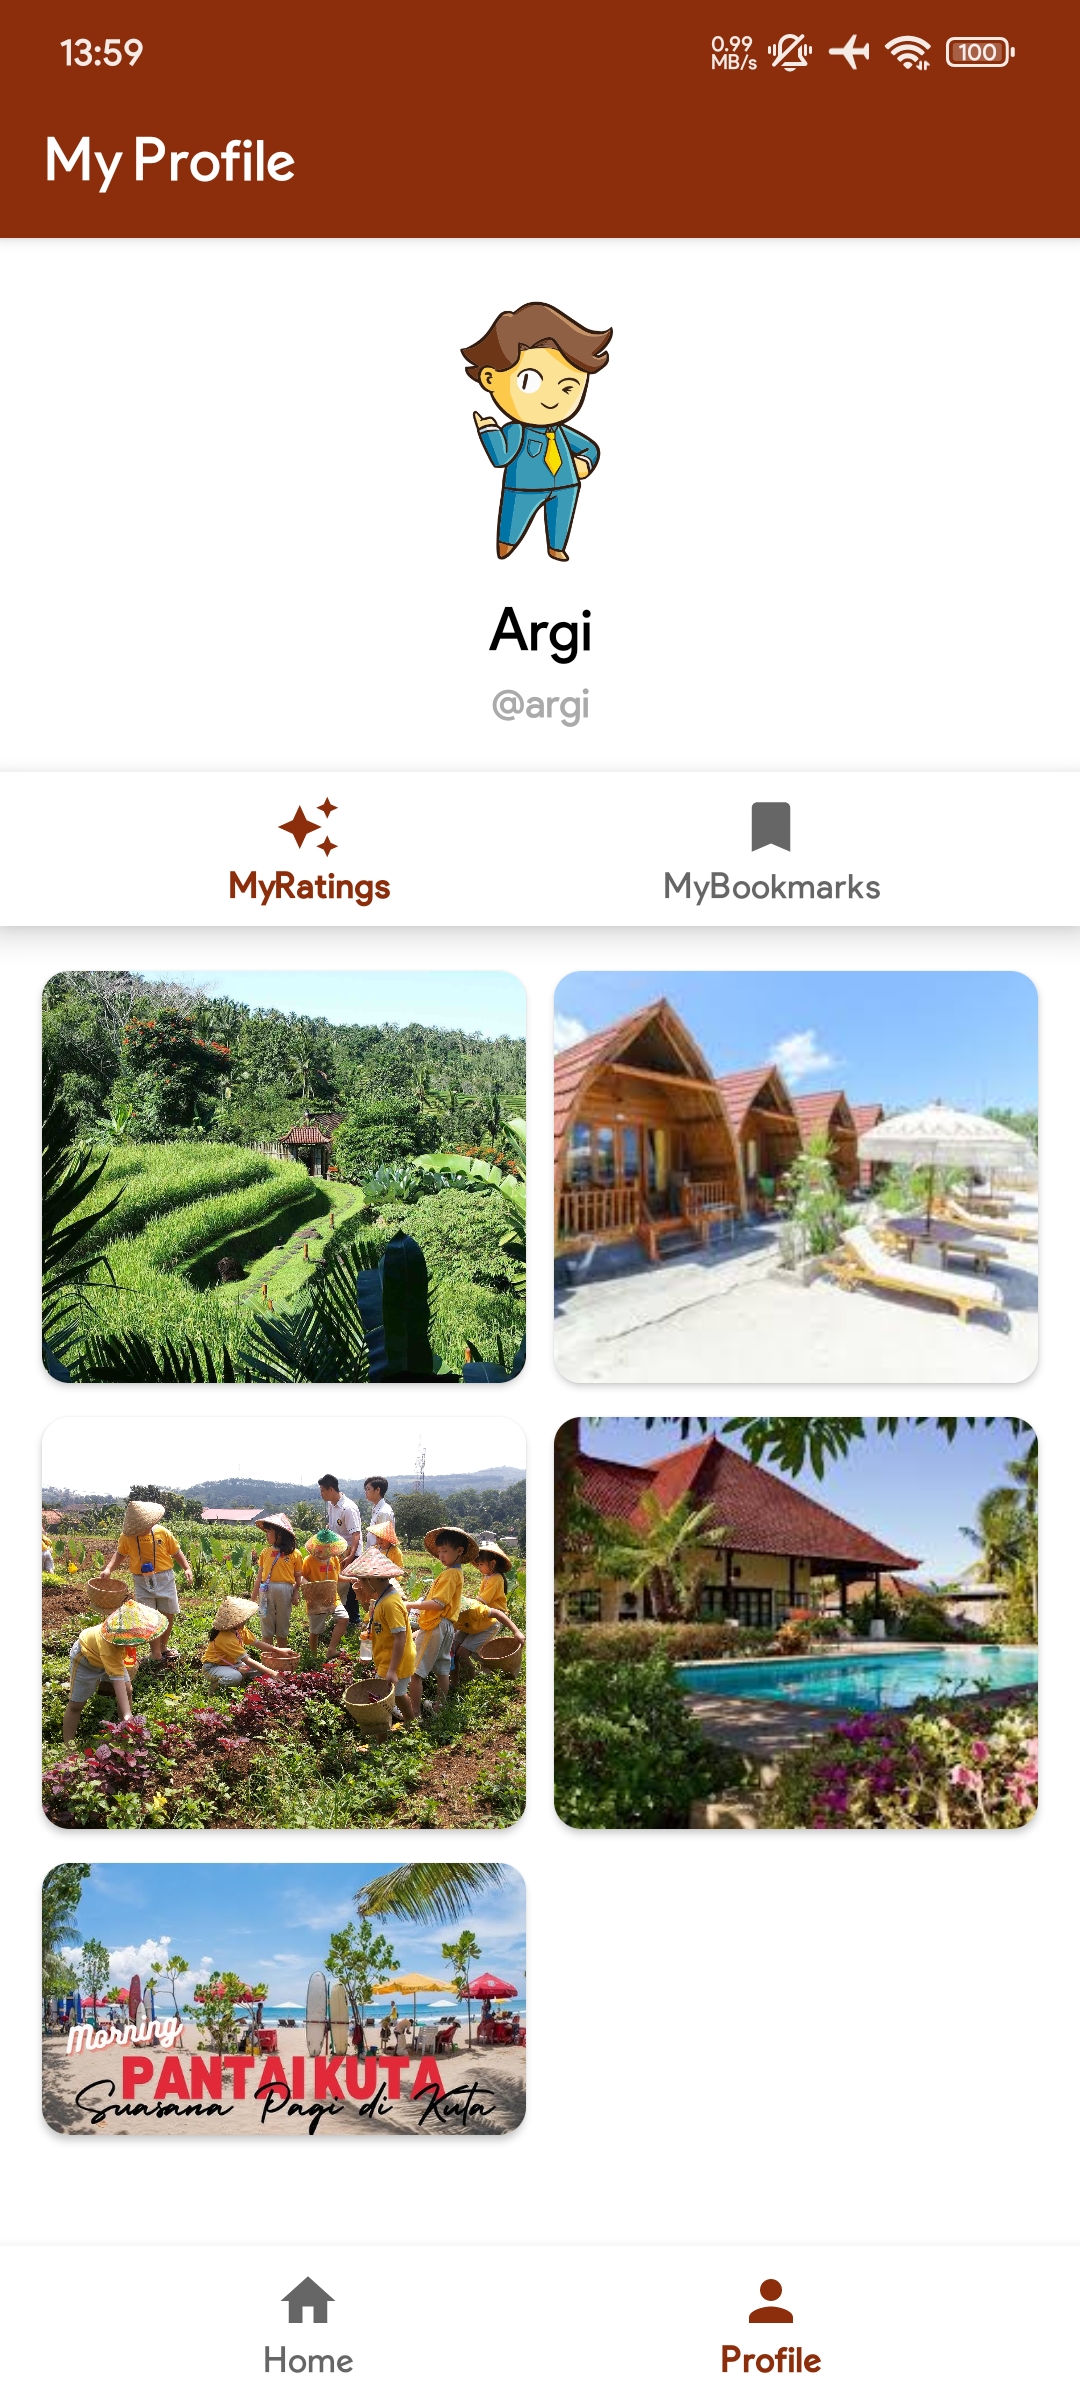 13:59
0.99
MB/s
100
My Profile
Argi
@argi
MyRatings
MyBookmarks
Morning
PANTAI KUTA
Suasana Pagi di Kuta
Home
Profile